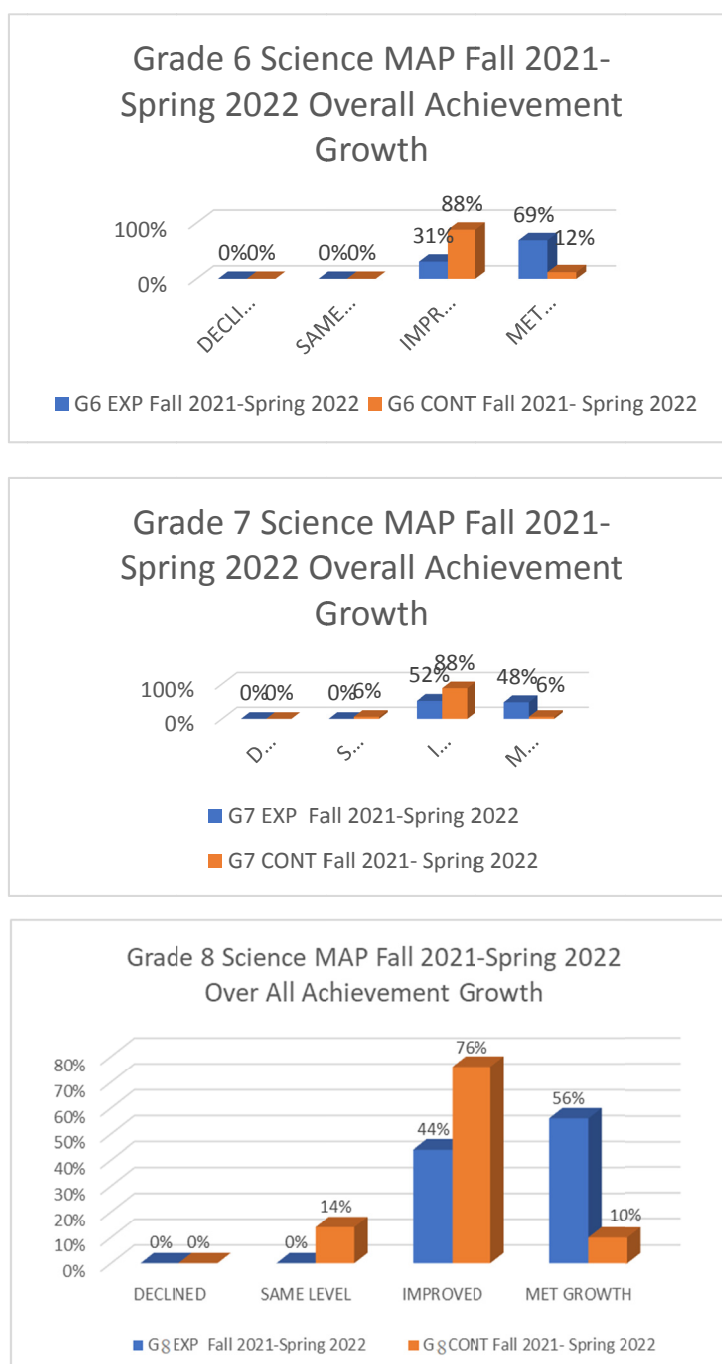 Grade 6 Science MAP Fall 2021-
Spring 2022 Overall Achievement
Growth
88%
69%
100%
31%
12%
0%0%
0%0%
0%
DECLI...
SAME...
IMPR...
MET...
G6 EXP Fall 2021-Spring 2022 G6 CONT Fall 2021- Spring 2022
Grade 7 Science MAP Fall 2021-
Spring 2022 Overall Achievement
Growth
88%
52%
48%
100%
0%0%
0%6%
6%
0%
D...
S...
I...
M...
G7 EXP Fall 2021-Spring 2022
G7 CONT Fall 2021- Spring 2022
Grade 8 Science MAP Fall 2021-Spring 2022
Over All Achievement Growth
80%
70%
60%
50%
40%
30%
20%
10%
0%
0% 0%
0%
14%
44%
76%
56%
10%
DECLINED SAME LEVEL IMPROVED MET GROWTH
G8 EXP Fall 2021-Spring 2022 G8 CONT Fall 2021- Spring 2022